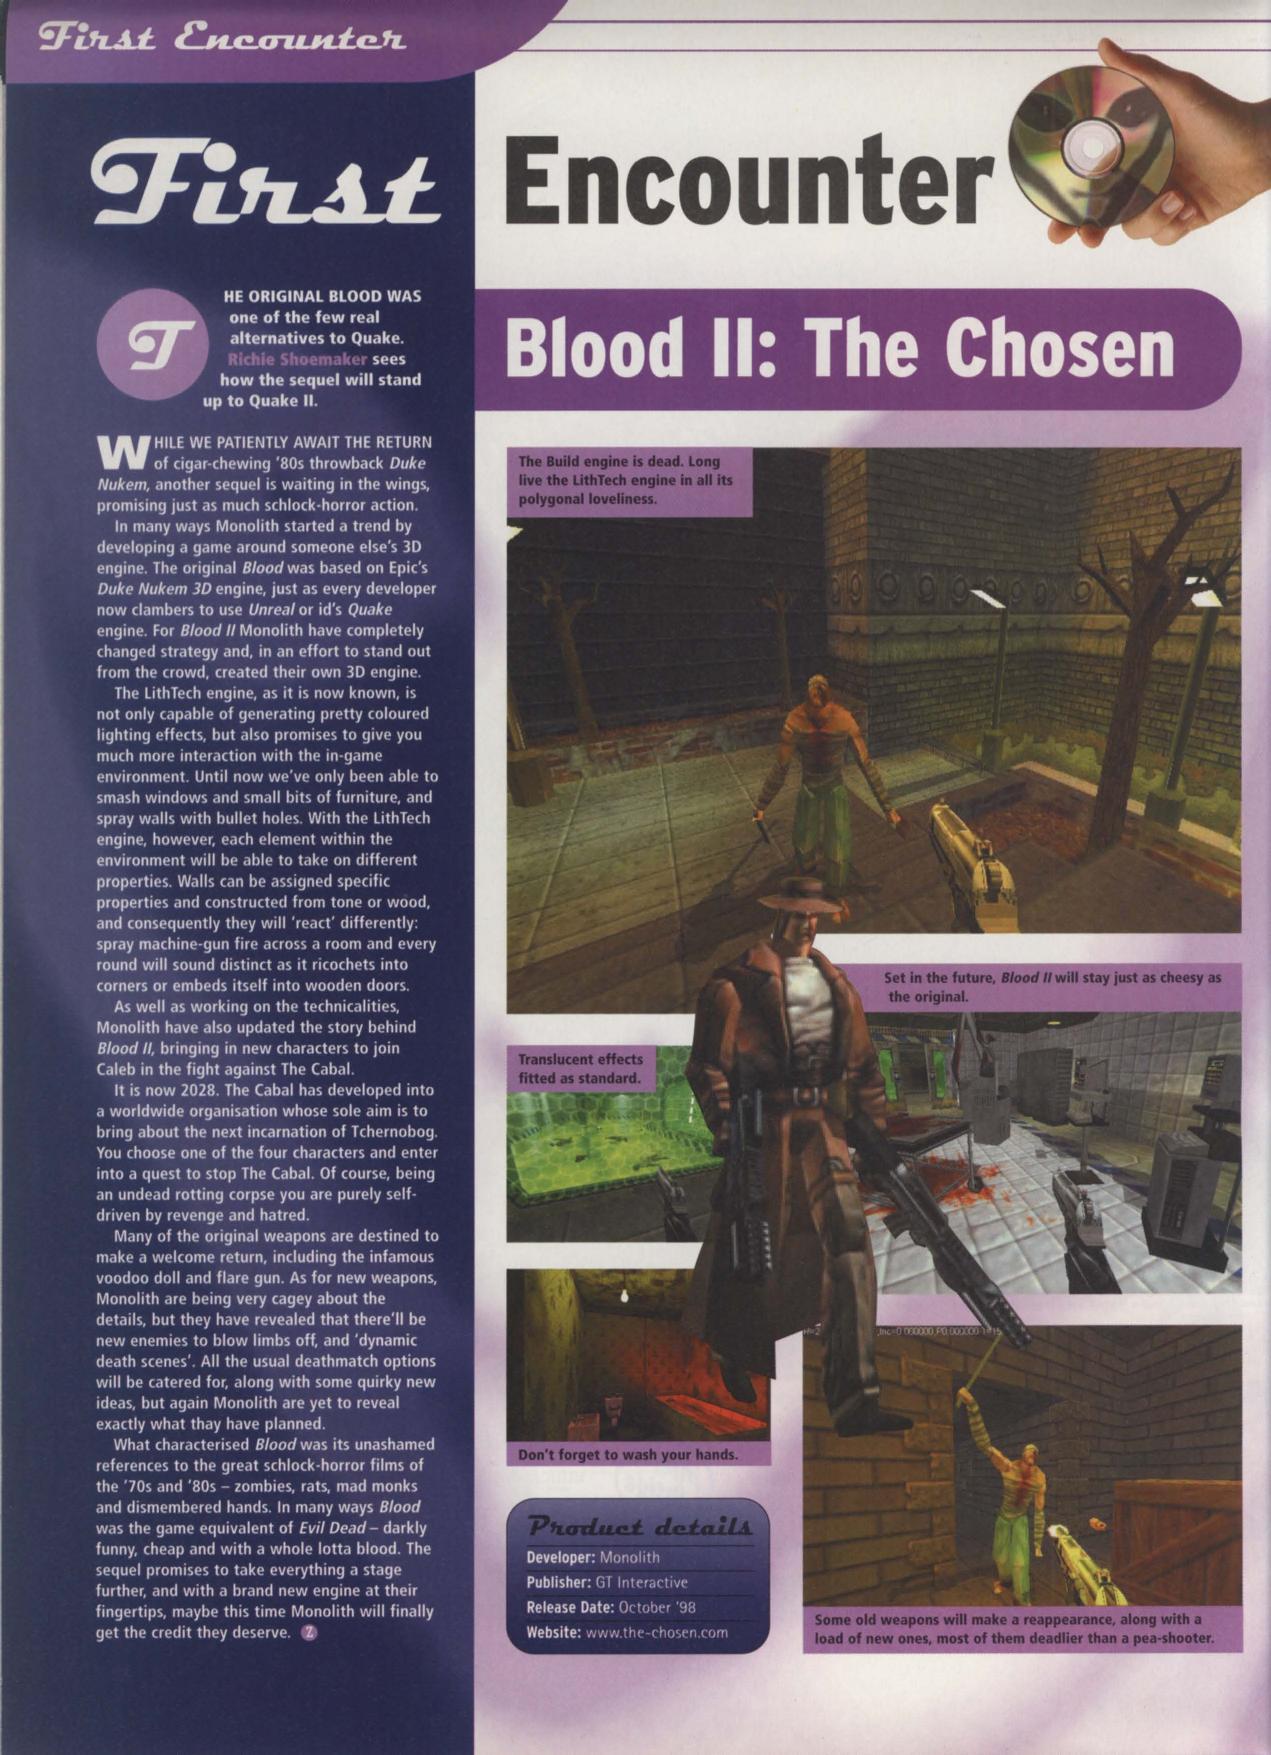 First Encounter
First Encounter
T
HE ORIGINAL BLOOD WAS
one of the few real
alternatives to Quake.
Richie Shoemaker sees
how the sequel will stand
up to Quake II.
WHILE WE PATIENTLY AWAIT THE RETURN
of cigar-chewing '80s throwback Duke
Nukem, another sequel is waiting in the wings,
promising just as much schlock-horror action.
In many ways Monolith started a trend by
developing a game around someone else's 3D
engine. The original Blood was based on Epic's
Duke Nukem 3D engine, just as every developer
now clambers to use Unreal or id's Quake
engine. For Blood II Monolith have completely
changed strategy and, in an effort to stand out
from the crowd, created their own 3D engine.
The LithTech engine, as it is now known, is
not only capable of generating pretty coloured
lighting effects, but also promises to give you
much more interaction with the in-game
environment. Until now we've only been able to
smash windows and small bits of furniture, and
spray walls with bullet holes. With the LithTech
engine, however, each element within the
environment will be able to take on different
properties. Walls can be assigned specific
properties and constructed from tone or wood,
and consequently they will 'react' differently:
spray machine-gun fire across a room and every
round will sound distinct as it ricochets into
corners or embeds itself into wooden doors.
As well as working on the technicalities,
Monolith have also updated the story behind
Blood II, bringing in new characters to join
Caleb in the fight against The Cabal.
It is now 2028. The Cabal has developed into
a worldwide organisation whose sole aim is to
bring about the next incarnation of Tchernobog.
You choose one of the four characters and enter
into a quest to stop The Cabal. Of course, being
an undead rotting corpse you are purely self-
driven by revenge and hatred.
Many of the original weapons are destined to
make a welcome return, including the infamous
voodoo doll and flare gun. As for new weapons,
Monolith are being very cagey about the
details, but they have revealed that there'll be
new enemies to blow limbs off, and 'dynamic
death scenes'. All the usual deathmatch options
will be catered for, along with some quirky new
ideas, but again Monolith are yet to reveal
exactly what thay have planned.
What characterised Blood was its unashamed
references to the great schlock-horror films of
the '70s and '80s – zombies, rats, mad monks
and dismembered hands. In many ways Blood
was the game equivalent of Evil Dead – darkly
funny, cheap and with a whole lotta blood. The
sequel promises to take everything a stage
further, and with a brand new engine at their
fingertips, maybe this time Monolith will finally
get the credit they deserve. Z
Blood II: The Chosen
The Build engine is dead. Long
live the LithTech engine in all its
polygonal loveliness.
Set in the future, Blood II will stay just as cheesy as
the original.
Translucent effects
fitted as standard.
Don't forget to wash your hands.
Some old weapons will make a reappearance, along with a
load of new ones, most of them deadlier than a pea-shooter.
Product details
Developer: Monolith
Publisher: GT Interactive
Release Date: October '98
Website: www.the-chosen.com